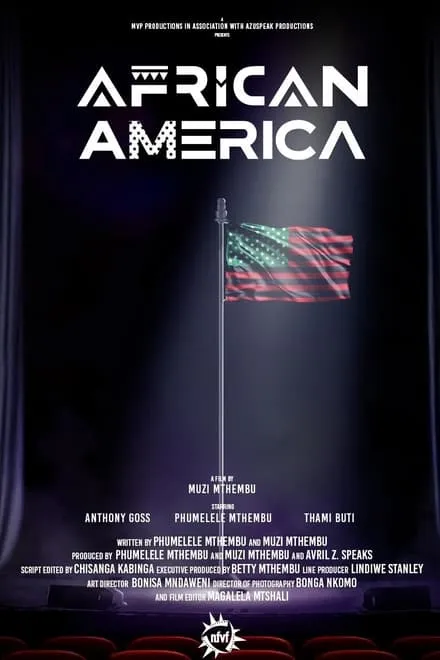 A
MVP PRODUCTIONS IN ASSOCIATION WITH AZUSPEAK PRODUCTIONS
PRESENTS
AFRICAN
AMERICA
A FILM BY
MUZI MTHEMBU
STARRING
ANTHONY GOSS PHUMELELE MTHEMBU THAMI BUTI
WRITTEN BY PHUMELELE MTHEMBU AND MUZI MTHEMBU
PRODUCED BY PHUMELELE MTHEMBU AND MUZI MTHEMBU AND AVRIL Z. SPEAKS
SCRIPT EDITED BY CHISANGA KABINGA EXECUTIVE PRODUCED BY BETTY MTHEMBU LINE PRODUCER LINDIWE STANLEY
ART DIRECTOR BONISA MNDAWENI DIRECTOR OF PHOTOGRAPHY BONGA NKOMO
AND FILM EDITOR MAGALELA MTSHALI
nfvf